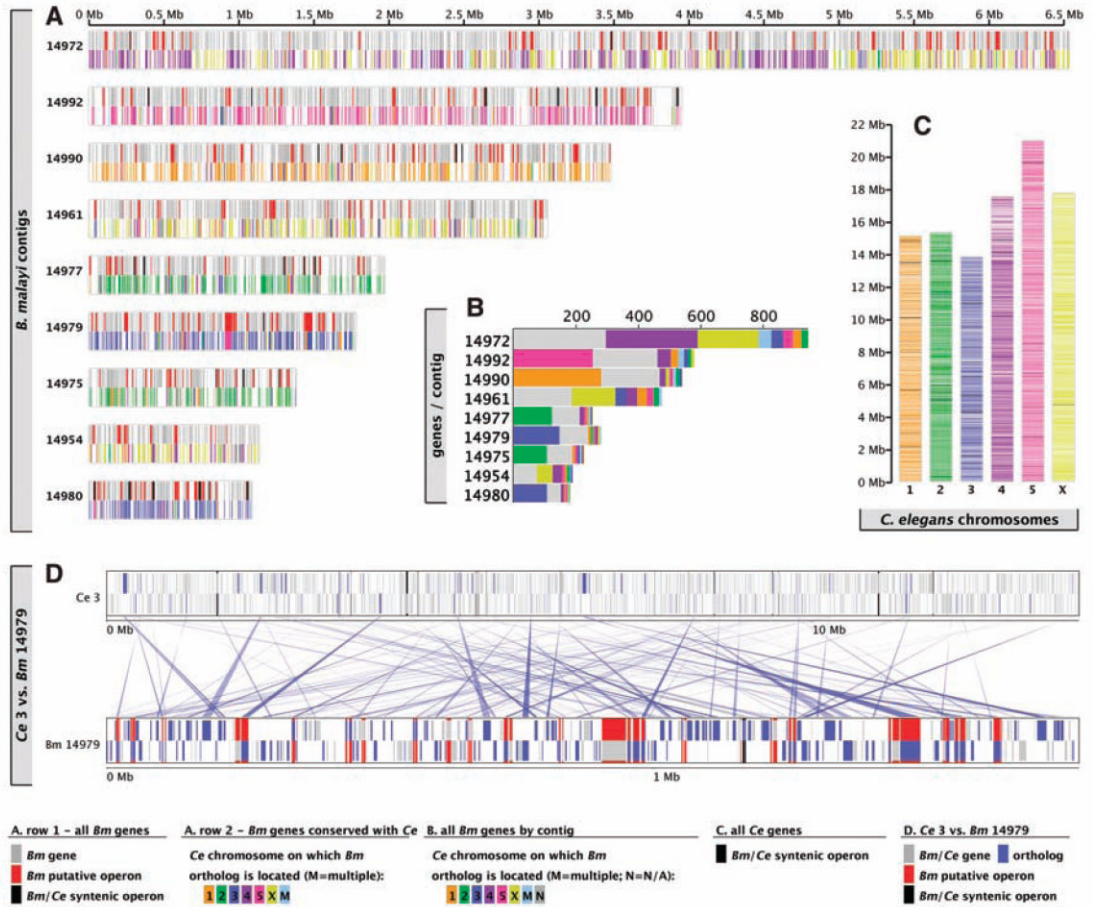 A
0 Mb 0.5 Mb 1 Mb 1.5 Mb 2 Mb 2.5 Mb 3 Mb 3.5 Mb 4 Mb 4.5 Mb 5 Mb 5.5 Mb 6 Mb 6.5 Mb
B. malayi contigs
14972
14992
14990
14961
14977
14979
14975
14954
14980
B
200 400 600 800
genes / contig
14972
14992
14990
14961
14977
14979
14975
14954
14980
C
22 Mb
20 Mb
18 Mb
16 Mb
14 Mb
12 Mb
10 Mb
8 Mb
6 Mb
4 Mb
2 Mb
0 Mb
1 2 3 4 5 X
C. elegans chromosomes
D
Ce 3 vs. Bm 14979
Ce 3
0 Mb 10 Mb
Bm 14979
0 Mb 1 Mb
A. row 1 - all Bm genes
Bm gene
Bm putative operon
Bm/Ce syntenic operon
A. row 2 - Bm genes conserved with Ce
Ce chromosome on which Bm
ortholog is located (M=multiple):
1 2 3 4 5 X M
B. all Bm genes by contig
Ce chromosome on which Bm
ortholog is located (M=multiple; N=N/A):
1 2 3 4 5 X M N
C. all Ce genes
Bm/Ce syntenic operon
D. Ce 3 vs. Bm 14979
Bm/Ce gene ortholog
Bm putative operon
Bm/Ce syntenic operon